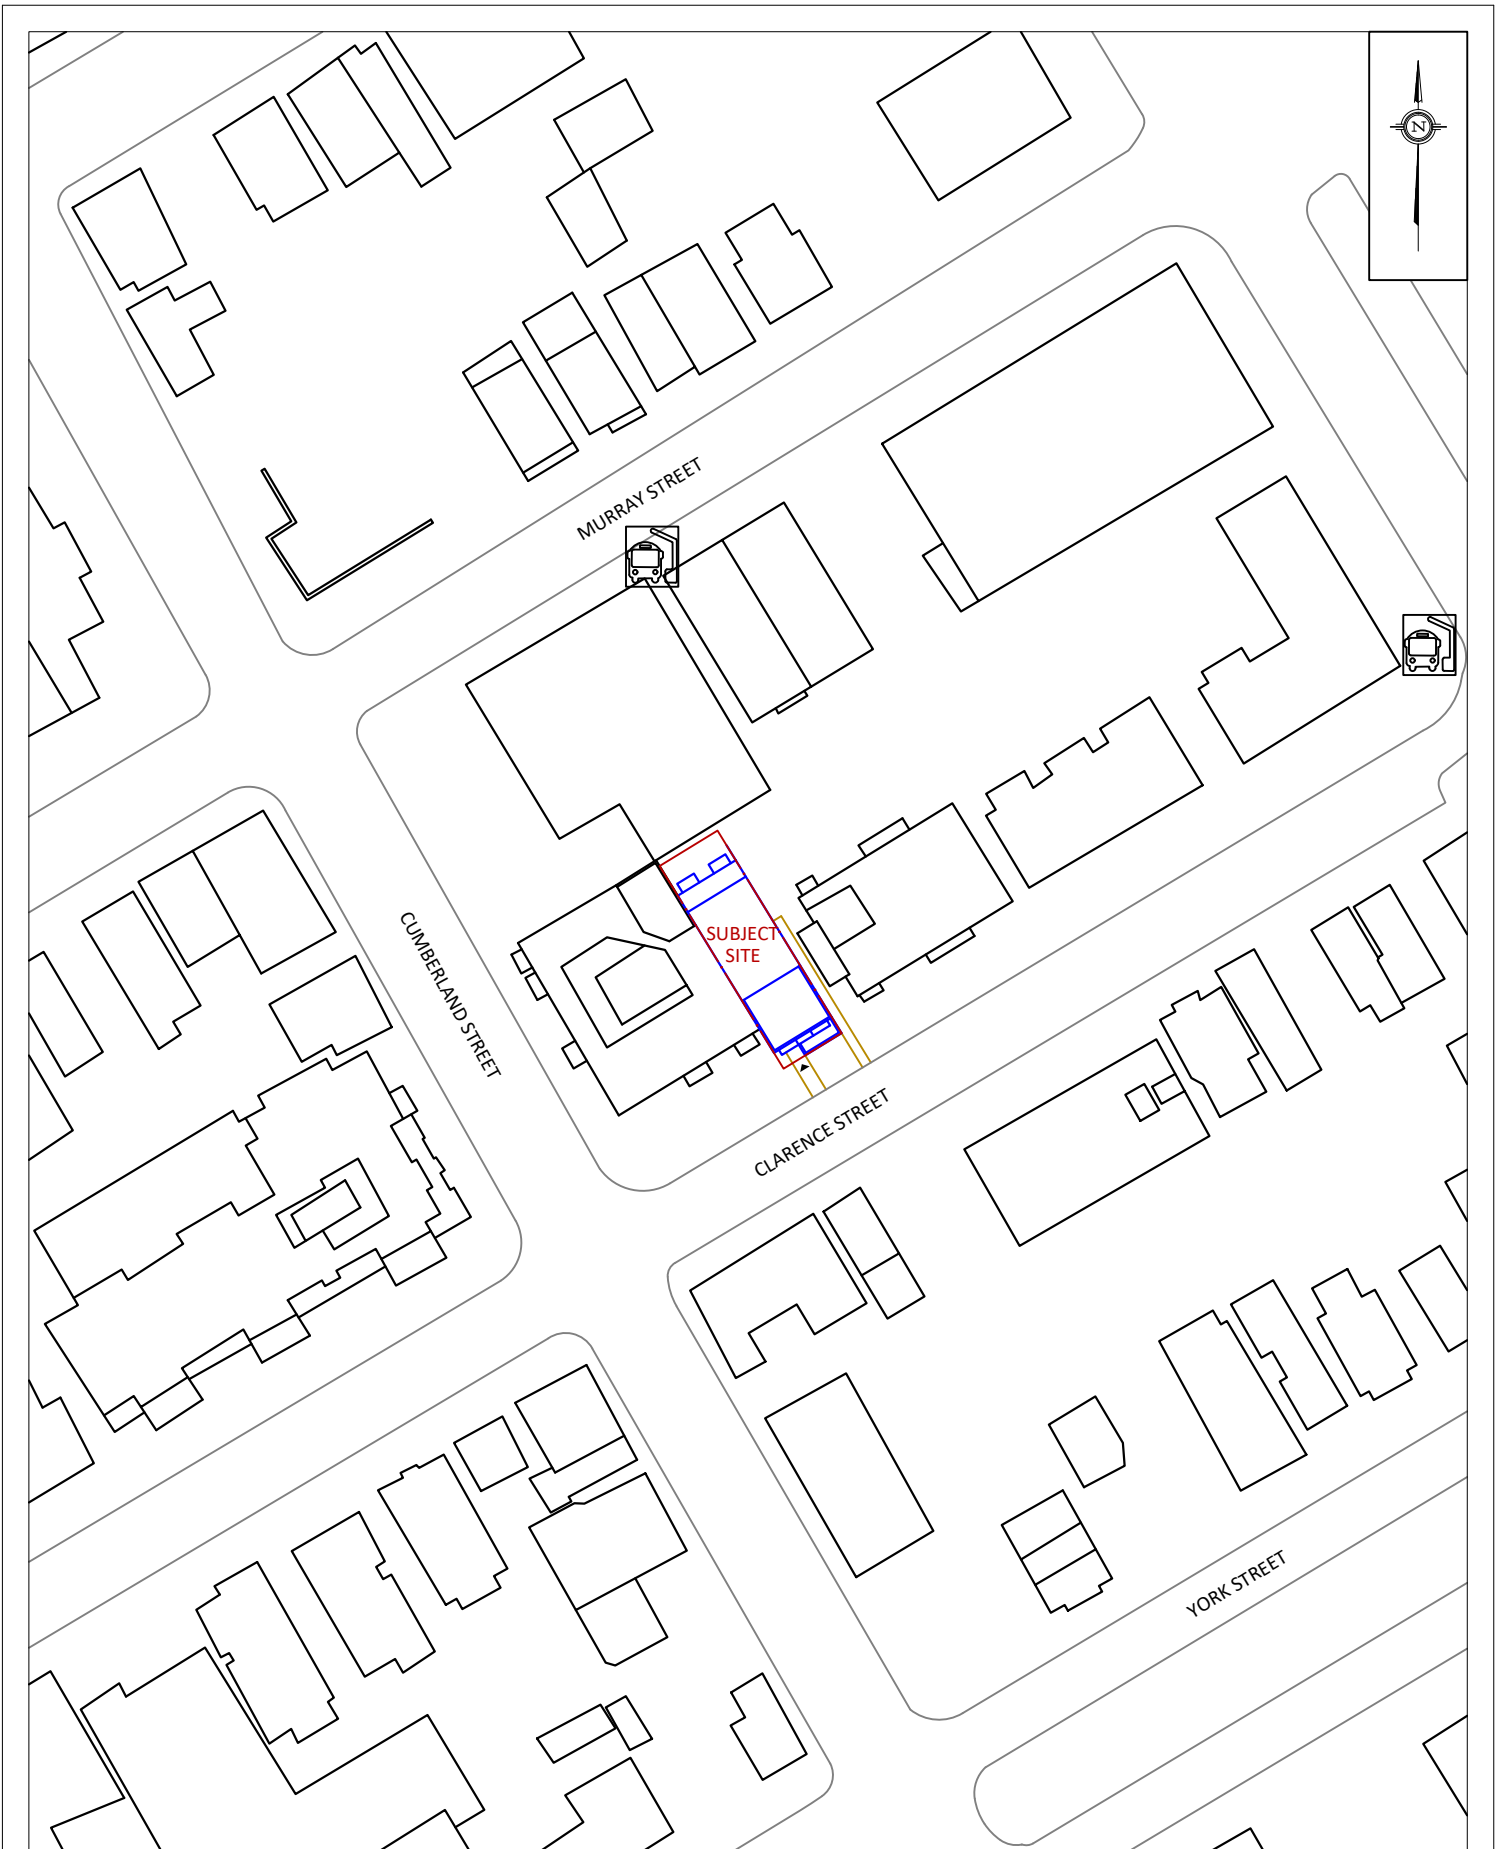 N
MURRAY STREET
CUMBERLAND STREET
SUBJECT
SITE
CLARENCE STREET
YORK STREET